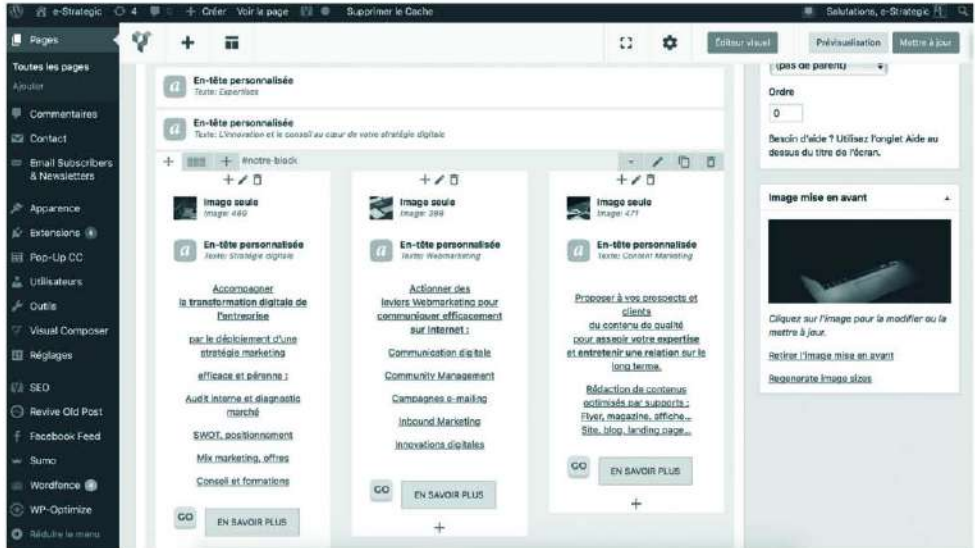 e-Strategic 4 + Créer Voir la page Supprimer le Cache Salutations, e-Strategic
Pages
Toutes les pages
Ajouter
Commentaires
Contact
Email Subscribers
& Newsletters
Apparence
Extensions
Pop-Up CC
Utilisateurs
Outils
Visual Composer
Réglages
SEO
Revive Old Post
Facebook Feed
Sumo
Wordfence
WP-Optimize
Réduire le menu
Éditeur visuel
Prévisualisation
Mettre à jour
a En-tête personnalisée
Texte: Expertises
a En-tête personnalisée
Texte: L'innovation et le conseil au cœur de votre stratégie digitale
#notre-black
Image seule
Image: 469
a En-tête personnalisée
Texte: Stratégie digitale
Accompagner
la transformation digitale de
l'entreprise
par le déploiement d'une
stratégie marketing
efficace et pérenne :
Audit interne et diagnostic
marché
SWOT, positionnement
Mix marketing, offres
Conseil et formations
GO EN SAVOIR PLUS
Image seule
a En-tête personnalisée
Texte: Webmarketing
Actionner des
leviers Webmarketing pour
communiquer efficacement
sur Internet :
Communication digitale
Community Management
Campagnes e-mailing
Inbound Marketing
Innovations digitales
GO EN SAVOIR PLUS
Image seule
Image: 471
a En-tête personnalisée
Texte: Content Marketing
Proposer à vos prospects et
clients
du contenu de qualité
pour asseoir votre expertise
et entretenir une relation sur le
long terme.
Rédaction de contenus
optimisés par supports :
Flyer, magazine, affiche...
Site, blog, landing page...
GO EN SAVOIR PLUS
(pas de parent)
Ordre
0
Besoin d'aide ? Utilisez l'onglet Aide au
dessus du titre de l'écran.
Image mise en avant
Cliquez sur l'image pour la modifier ou la
mettre à jour.
Retirer l'image mise en avant
Regenerate image sizes